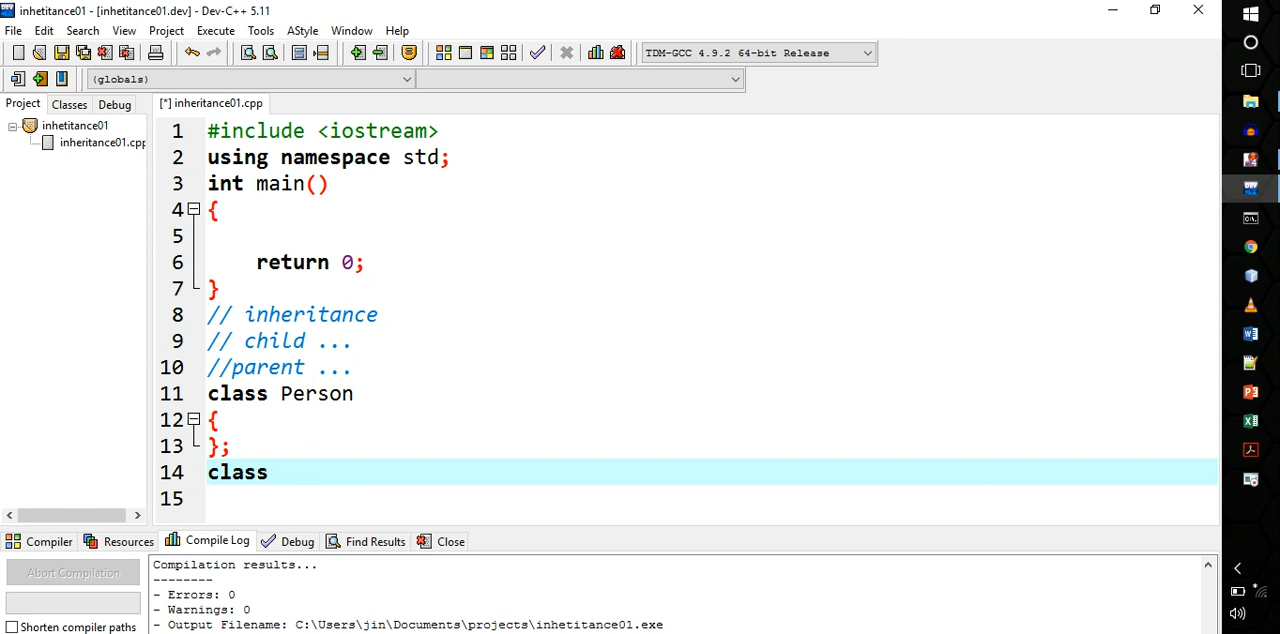 inhetitance01 - [inhetitance01.dev] - Dev-C++ 5.11
File Edit Search View Project Execute Tools AStyle Window Help
TDM-GCC 4.9.2 64-bit Release
(globals)
Project Classes Debug
[*] inheritance01.cpp
inhetitance01
inheritance01.cpp
1 #include <iostream>
2 using namespace std;
3 int main()
4 {
5
6 return 0;
7 }
8 // inheritance
9 // child ...
10 //parent ...
11 class Person
12 {
13 };
14 class
15
Compiler Resources Compile Log Debug Find Results Close
Abort Compilation
Shorten compiler paths
Compilation results...
--------
- Errors: 0
- Warnings: 0
- Output Filename: C:\Users\jin\Documents\projects\inhetitance01.exe